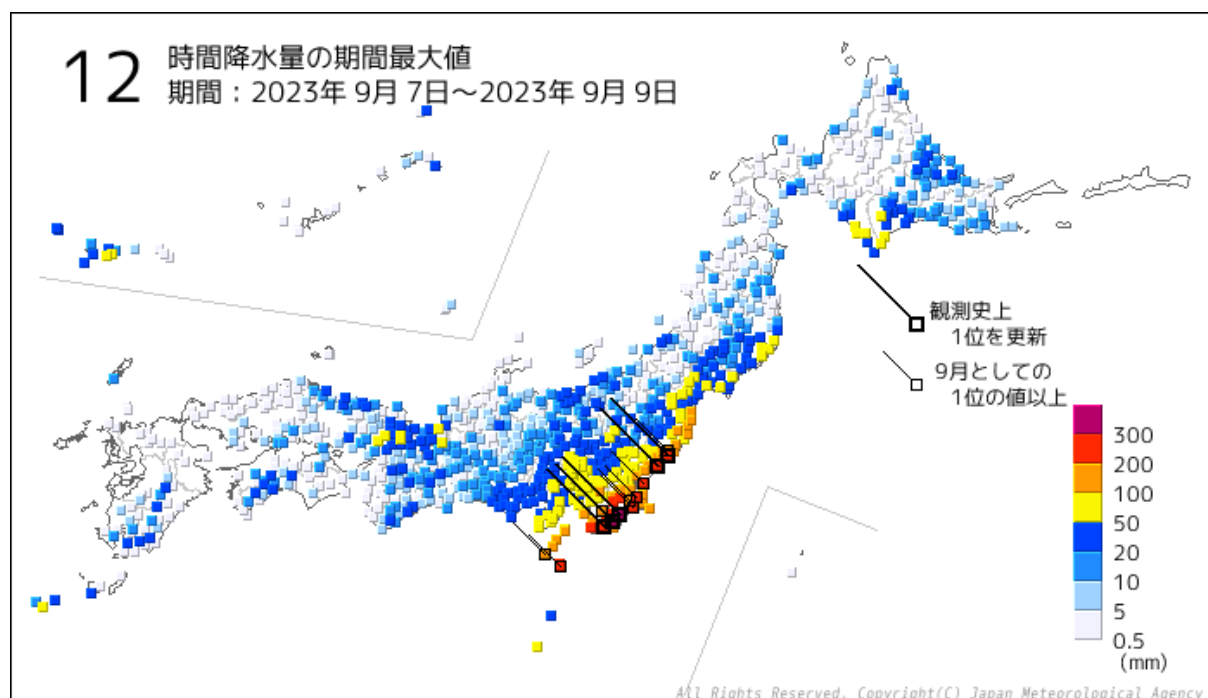 12
時間降水量の期間最大値
期間：2023年 9月 7日～2023年 9月 9日
観測史上
1位を更新
9月としての
1位の値以上
300
200
100
50
20
10
5
0.5
(mm)
All Rights Reserved. Copyright(C) Japan Meteorological Agency